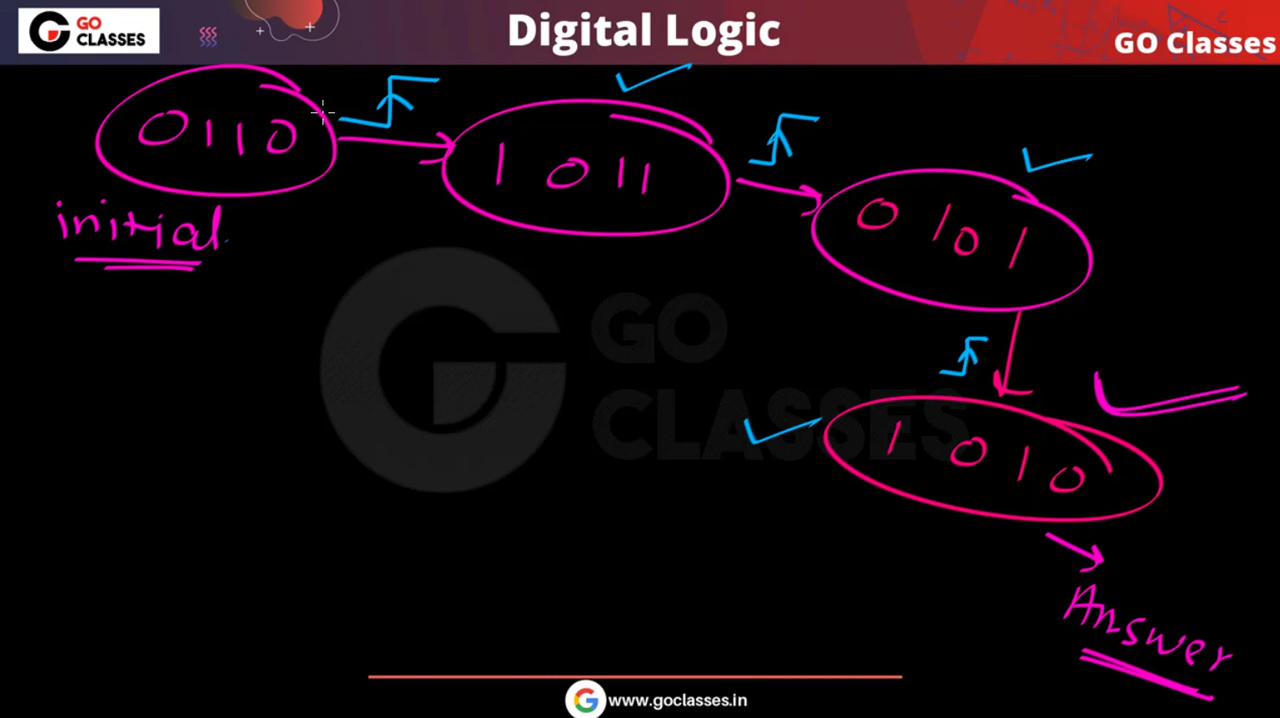 GO
CLASSES
Digital Logic
GO Classes
0110
1011
0101
initial
GO
CLASSES
1010
Answer
www.goclasses.in